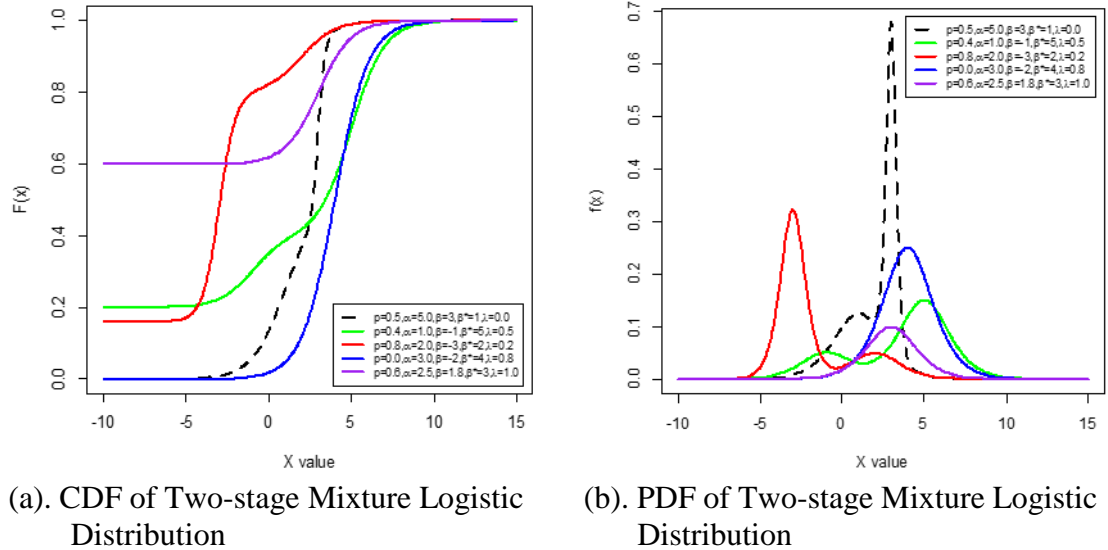 F(x)
1.0
0.8
0.6
0.4
0.2
0.0
p=0.5,α=5.0,β=3,β*=1,λ=0.0
p=0.4,α=1.0,β=-1,β*=5,λ=0.5
p=0.8,α=2.0,β=-3,β*=2,λ=0.2
p=0.0,α=3.0,β=-2,β*=4,λ=0.8
p=0.6,α=2.5,β=1.8,β*=3,λ=1.0
-10 -5 0 5 10 15
X value
(a). CDF of Two-stage Mixture Logistic
Distribution
f(x)
0.7
0.6
0.5
0.4
0.3
0.2
0.1
0.0
p=0.5,α=5.0,β=3,β*=1,λ=0.0
p=0.4,α=1.0,β=-1,β*=5,λ=0.5
p=0.8,α=2.0,β=-3,β*=2,λ=0.2
p=0.0,α=3.0,β=-2,β*=4,λ=0.8
p=0.6,α=2.5,β=1.8,β*=3,λ=1.0
-10 -5 0 5 10 15
X value
(b). PDF of Two-stage Mixture Logistic
Distribution